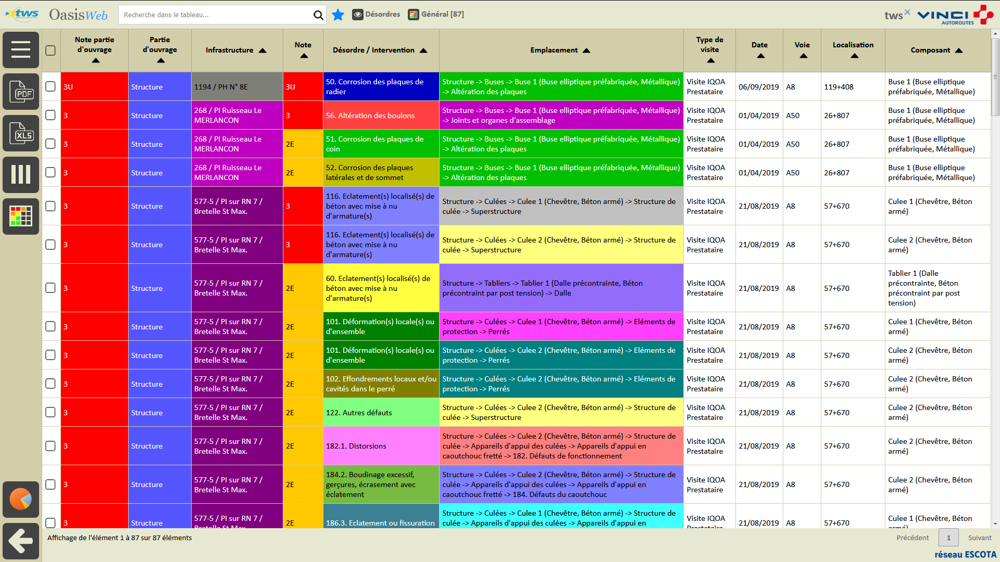 tws OasisWeb Recherche dans le tableau... Désordres Général [87] tws X VINCI AUTOROUTES
Note partie d'ouvrage Partie d'ouvrage Infrastructure Note Désordre / Intervention Emplacement Type de visite Date Voie Localisation Composant
3U Structure 1194 / PH N° 8E 3U 50. Corrosion des plaques de radier Structure -> Buses -> Buse 1 (Buse elliptique préfabriquée, Métallique) -> Altération des plaques Visite IQOA Prestataire 06/09/2019 A8 119+408 Buse 1 (Buse elliptique préfabriquée, Métallique)
3 Structure 268 / PI Ruisseau Le MERLANCON 3 56. Altération des boulons Structure -> Buses -> Buse 1 (Buse elliptique préfabriquée, Métallique) -> Joints et organes d'assemblage Visite IQOA Prestataire 01/04/2019 A50 26+807 Buse 1 (Buse elliptique préfabriquée, Métallique)
3 Structure 268 / PI Ruisseau Le MERLANCON 2E 51. Corrosion des plaques de coin Structure -> Buses -> Buse 1 (Buse elliptique préfabriquée, Métallique) -> Altération des plaques Visite IQOA Prestataire 01/04/2019 A50 26+807 Buse 1 (Buse elliptique préfabriquée, Métallique)
3 Structure 268 / PI Ruisseau Le MERLANCON 2E 52. Corrosion des plaques latérales et de sommet Structure -> Buses -> Buse 1 (Buse elliptique préfabriquée, Métallique) -> Altération des plaques Visite IQOA Prestataire 01/04/2019 A50 26+807 Buse 1 (Buse elliptique préfabriquée, Métallique)
3 Structure 577-5 / PI sur RN 7 / Bretelle St Max. 3 116. Eclatement(s) localisé(s) de béton avec mise à nu d'armature(s) Structure -> Culées -> Culee 1 (Chevêtre, Béton armé) -> Structure de culée -> Superstructure Visite IQOA Prestataire 21/08/2019 A8 57+670 Culee 1 (Chevêtre, Béton armé)
3 Structure 577-5 / PI sur RN 7 / Bretelle St Max. 3 116. Eclatement(s) localisé(s) de béton avec mise à nu d'armature(s) Structure -> Culées -> Culee 2 (Chevêtre, Béton armé) -> Structure de culée -> Superstructure Visite IQOA Prestataire 21/08/2019 A8 57+670 Culee 2 (Chevêtre, Béton armé)
3 Structure 577-5 / PI sur RN 7 / Bretelle St Max. 2E 60. Eclatement(s) localisé(s) de béton avec mise à nu d'armature(s) Structure -> Tabliers -> Tablier 1 (Dalle précontrainte, Béton précontraint par post tension) -> Dalle Visite IQOA Prestataire 21/08/2019 A8 57+670 Tablier 1 (Dalle précontrainte, Béton précontraint par post tension)
3 Structure 577-5 / PI sur RN 7 / Bretelle St Max. 2E 101. Déformation(s) locale(s) ou d'ensemble Structure -> Culées -> Culee 1 (Chevêtre, Béton armé) -> Eléments de protection -> Perrés Visite IQOA Prestataire 21/08/2019 A8 57+670 Culee 1 (Chevêtre, Béton armé)
3 Structure 577-5 / PI sur RN 7 / Bretelle St Max. 2E 101. Déformation(s) locale(s) ou d'ensemble Structure -> Culées -> Culee 2 (Chevêtre, Béton armé) -> Eléments de protection -> Perrés Visite IQOA Prestataire 21/08/2019 A8 57+670 Culee 2 (Chevêtre, Béton armé)
3 Structure 577-5 / PI sur RN 7 / Bretelle St Max. 2E 102. Effondrements locaux et/ou cavités dans le perré Structure -> Culées -> Culee 2 (Chevêtre, Béton armé) -> Eléments de protection -> Perrés Visite IQOA Prestataire 21/08/2019 A8 57+670 Culee 2 (Chevêtre, Béton armé)
3 Structure 577-5 / PI sur RN 7 / Bretelle St Max. 2E 122. Autres défauts Structure -> Culées -> Culee 2 (Chevêtre, Béton armé) -> Structure de culée -> Superstructure Visite IQOA Prestataire 21/08/2019 A8 57+670 Culee 2 (Chevêtre, Béton armé)
3 Structure 577-5 / PI sur RN 7 / Bretelle St Max. 2E 182.1. Distorsions Structure -> Culées -> Culee 2 (Chevêtre, Béton armé) -> Structure de culée -> Appareils d'appui des culées -> Appareils d'appui en caoutchouc fretté -> 182. Défauts de fonctionnement Visite IQOA Prestataire 21/08/2019 A8 57+670 Culee 2 (Chevêtre, Béton armé)
3 Structure 577-5 / PI sur RN 7 / Bretelle St Max. 2E 184.2. Boudinage excessif, gerçures, écrasement avec éclatement Structure -> Culées -> Culee 2 (Chevêtre, Béton armé) -> Structure de culée -> Appareils d'appui des culées -> Appareils d'appui en caoutchouc fretté -> 184. Défauts du caoutchouc Visite IQOA Prestataire 21/08/2019 A8 57+670 Culee 2 (Chevêtre, Béton armé)
3 Structure 577-5 / PI sur RN 7 / Bretelle St Max. 2E 186.3. Eclatement ou fissuration Structure -> Culées -> Culee 1 (Chevêtre, Béton armé) -> Structure de culée -> Appareils d'appui des culées -> Appareils d'appui en Visite IQOA Prestataire 21/08/2019 A8 57+670 Culee 1 (Chevêtre, Béton armé)
PDF
XLS
Affichage de l'élément 1 à 87 sur 87 éléments Précédent 1 Suivant
réseau ESCOTA